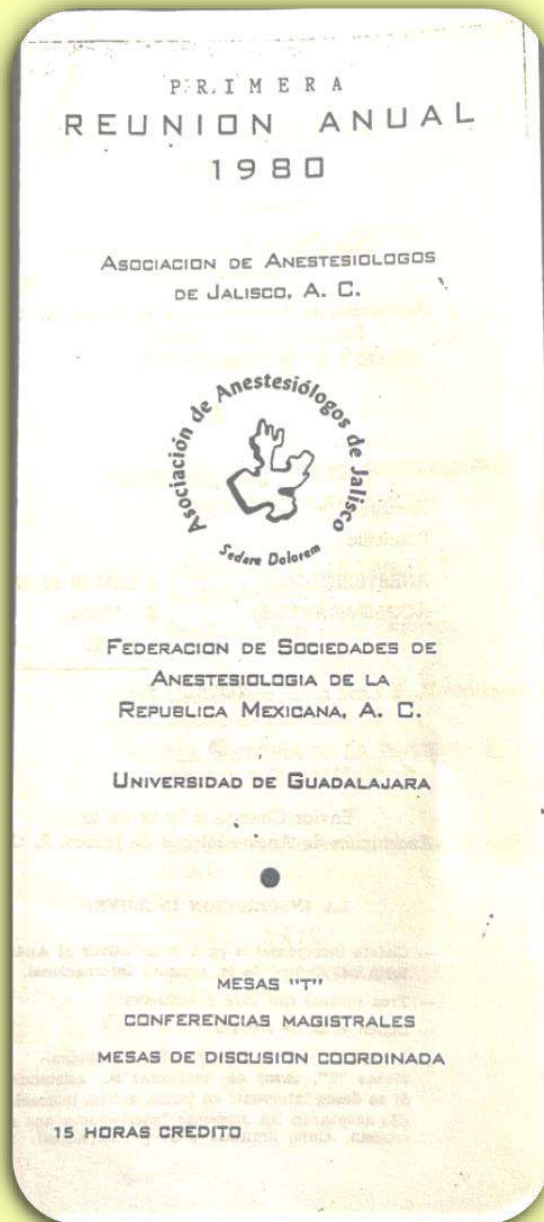 PRIMERA
REUNION ANUAL
1980
ASOCIACION DE ANESTESIOLOGOS
DE JALISCO, A. C.
Asociación de Anestesiólogos de Jalisco
Sedare Dolorem
FEDERACION DE SOCIEDADES DE
ANESTESIOLOGIA DE LA
REPUBLICA MEXICANA, A. C.
UNIVERSIDAD DE GUADALAJARA
MESAS "T"
CONFERENCIAS MAGISTRALES
MESAS DE DISCUSION COORDINADA
15 HORAS CREDITO